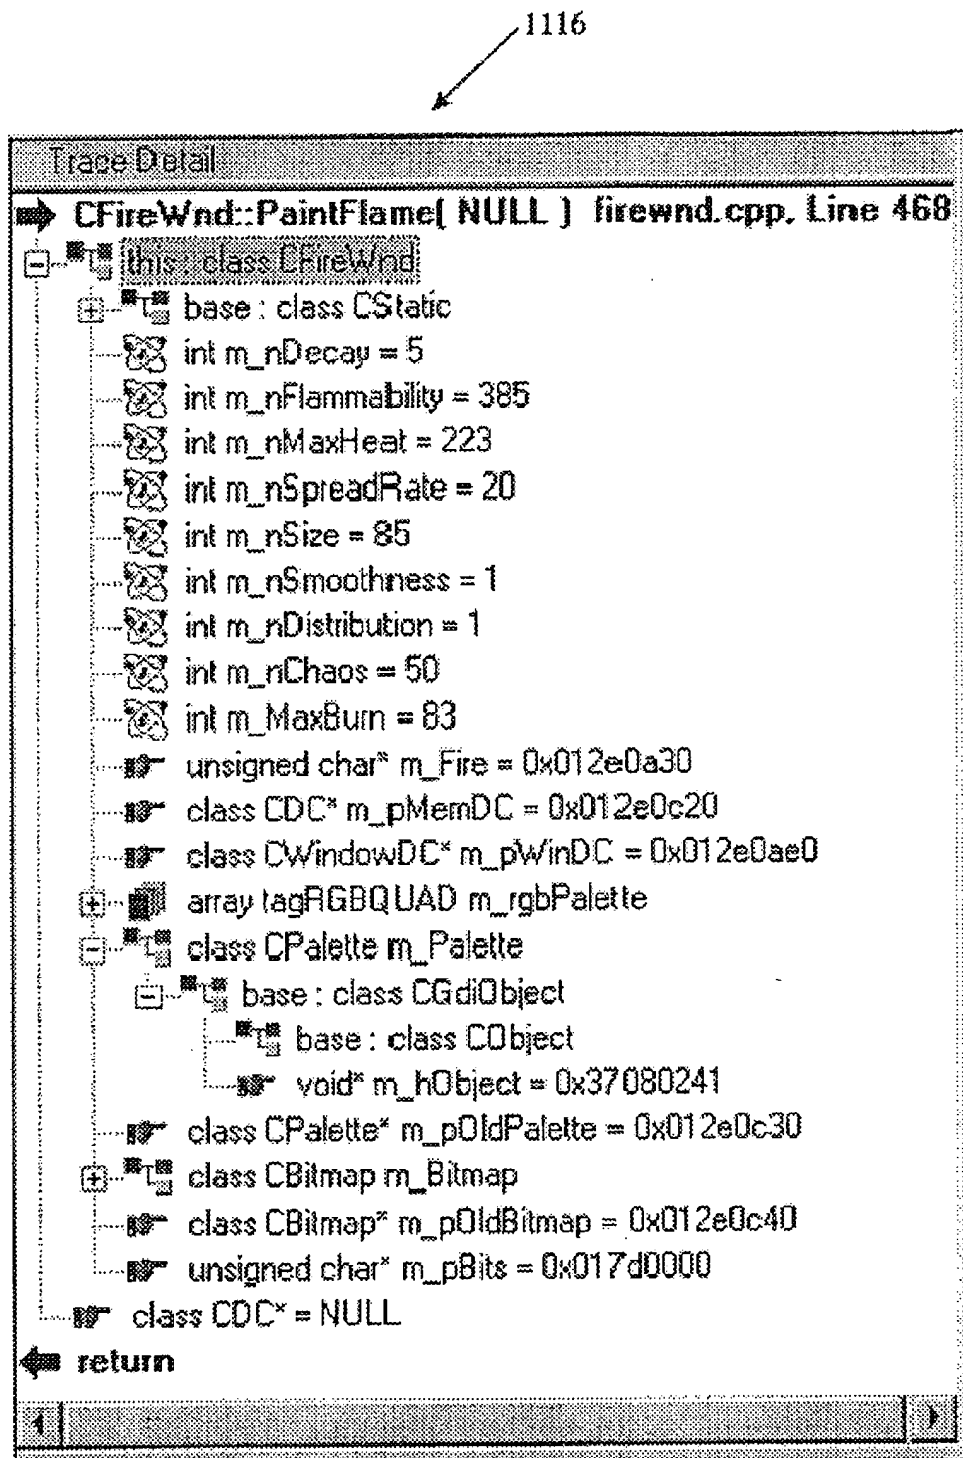 1116
Trace Detail
CFireWnd::PaintFlame( NULL ) firewnd.cpp, Line 468
this : class CFireWnd
base : class CStatic
int m_nDecay = 5
int m_nFlammability = 385
int m_nMaxHeat = 223
int m_nSpreadRate = 20
int m_nSize = 85
int m_nSmoothness = 1
int m_nDistribution = 1
int m_nChaos = 50
int m_MaxBurn = 83
unsigned char* m_Fire = 0x012e0a30
class CDC* m_pMemDC = 0x012e0c20
class CWindowDC* m_pWinDC = 0x012e0ae0
array tagRGBQUAD m_rgbPalette
class CPalette m_Palette
base : class CGdiObject
base : class CObject
void* m_hObject = 0x37080241
class CPalette* m_pOldPalette = 0x012e0c30
class CBitmap m_Bitmap
class CBitmap* m_pOldBitmap = 0x012e0c40
unsigned char* m_pBits = 0x017d0000
class CDC* = NULL
return